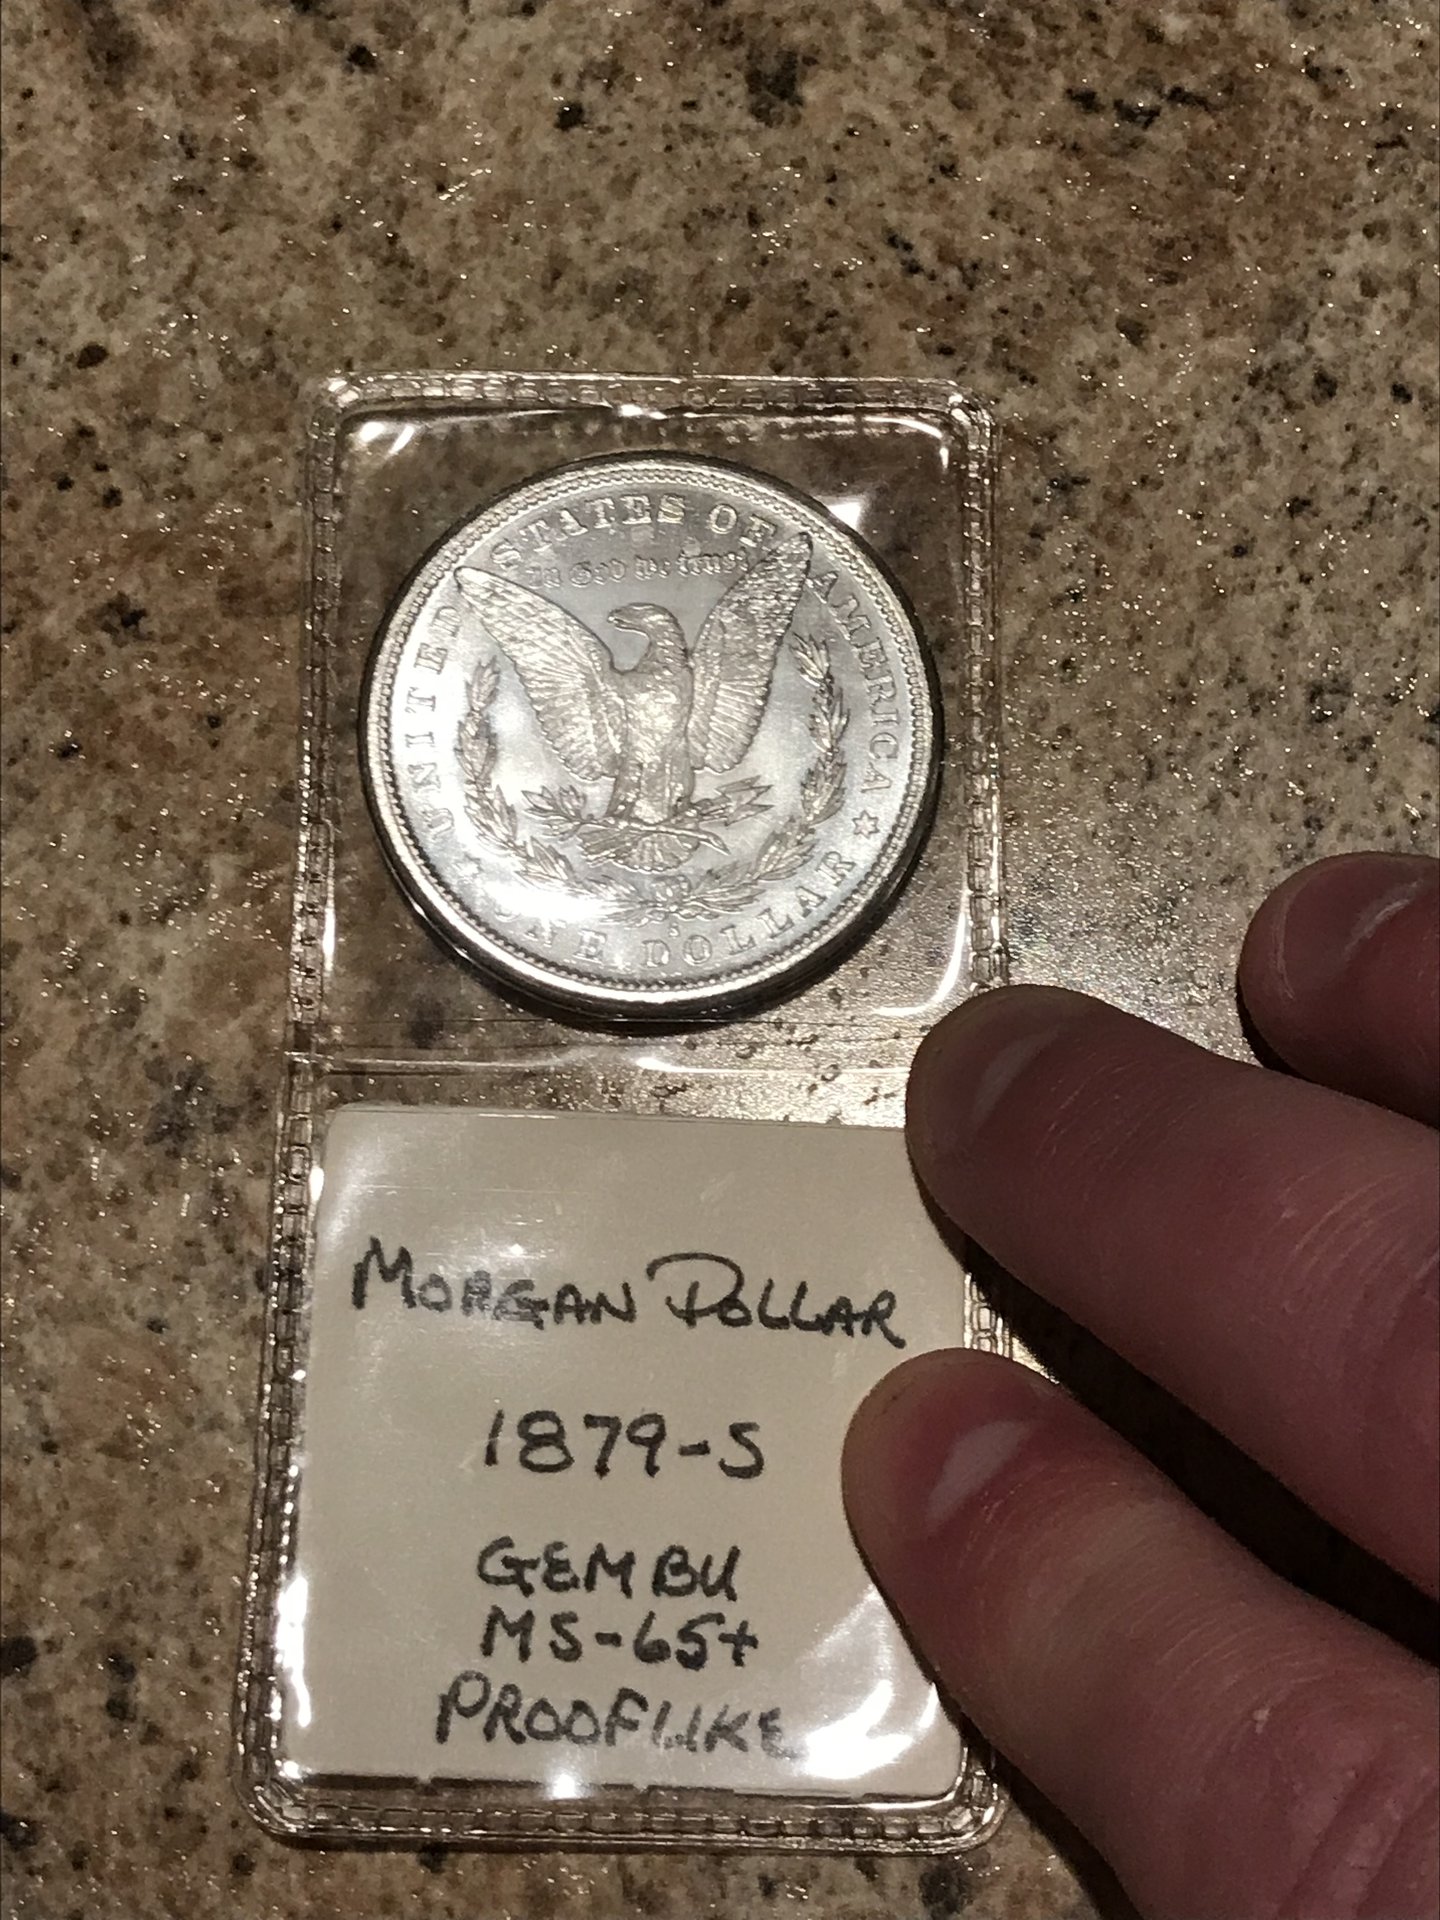 UNITED STATES OF AMERICA
In God we trust
ONE DOLLAR
S
MORGAN DOLLAR
1879-S
GEM BU
MS-65+
PROOFLIKE